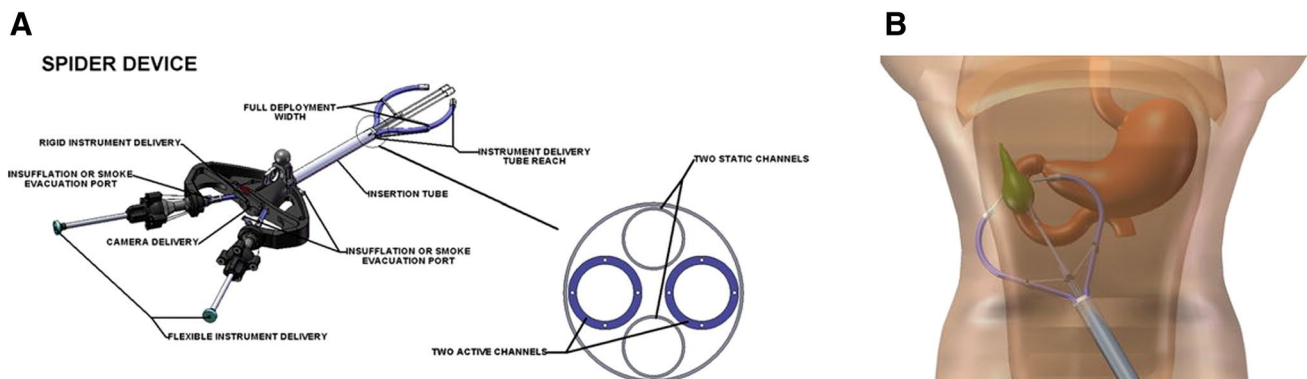 A
B
SPIDER DEVICE
FULL DEPLOYMENT
WIDTH
RIGID INSTRUMENT DELIVERY
INSTRUMENT DELIVERY
TUBE REACH
TWO STATIC CHANNELS
INSUFFLATION OR SMOKE
EVACUATION PORT
INSERTION TUBE
CAMERA DELIVERY
INSUFFLATION OR SMOKE
EVACUATION PORT
FLEXIBLE INSTRUMENT DELIVERY
TWO ACTIVE CHANNELS